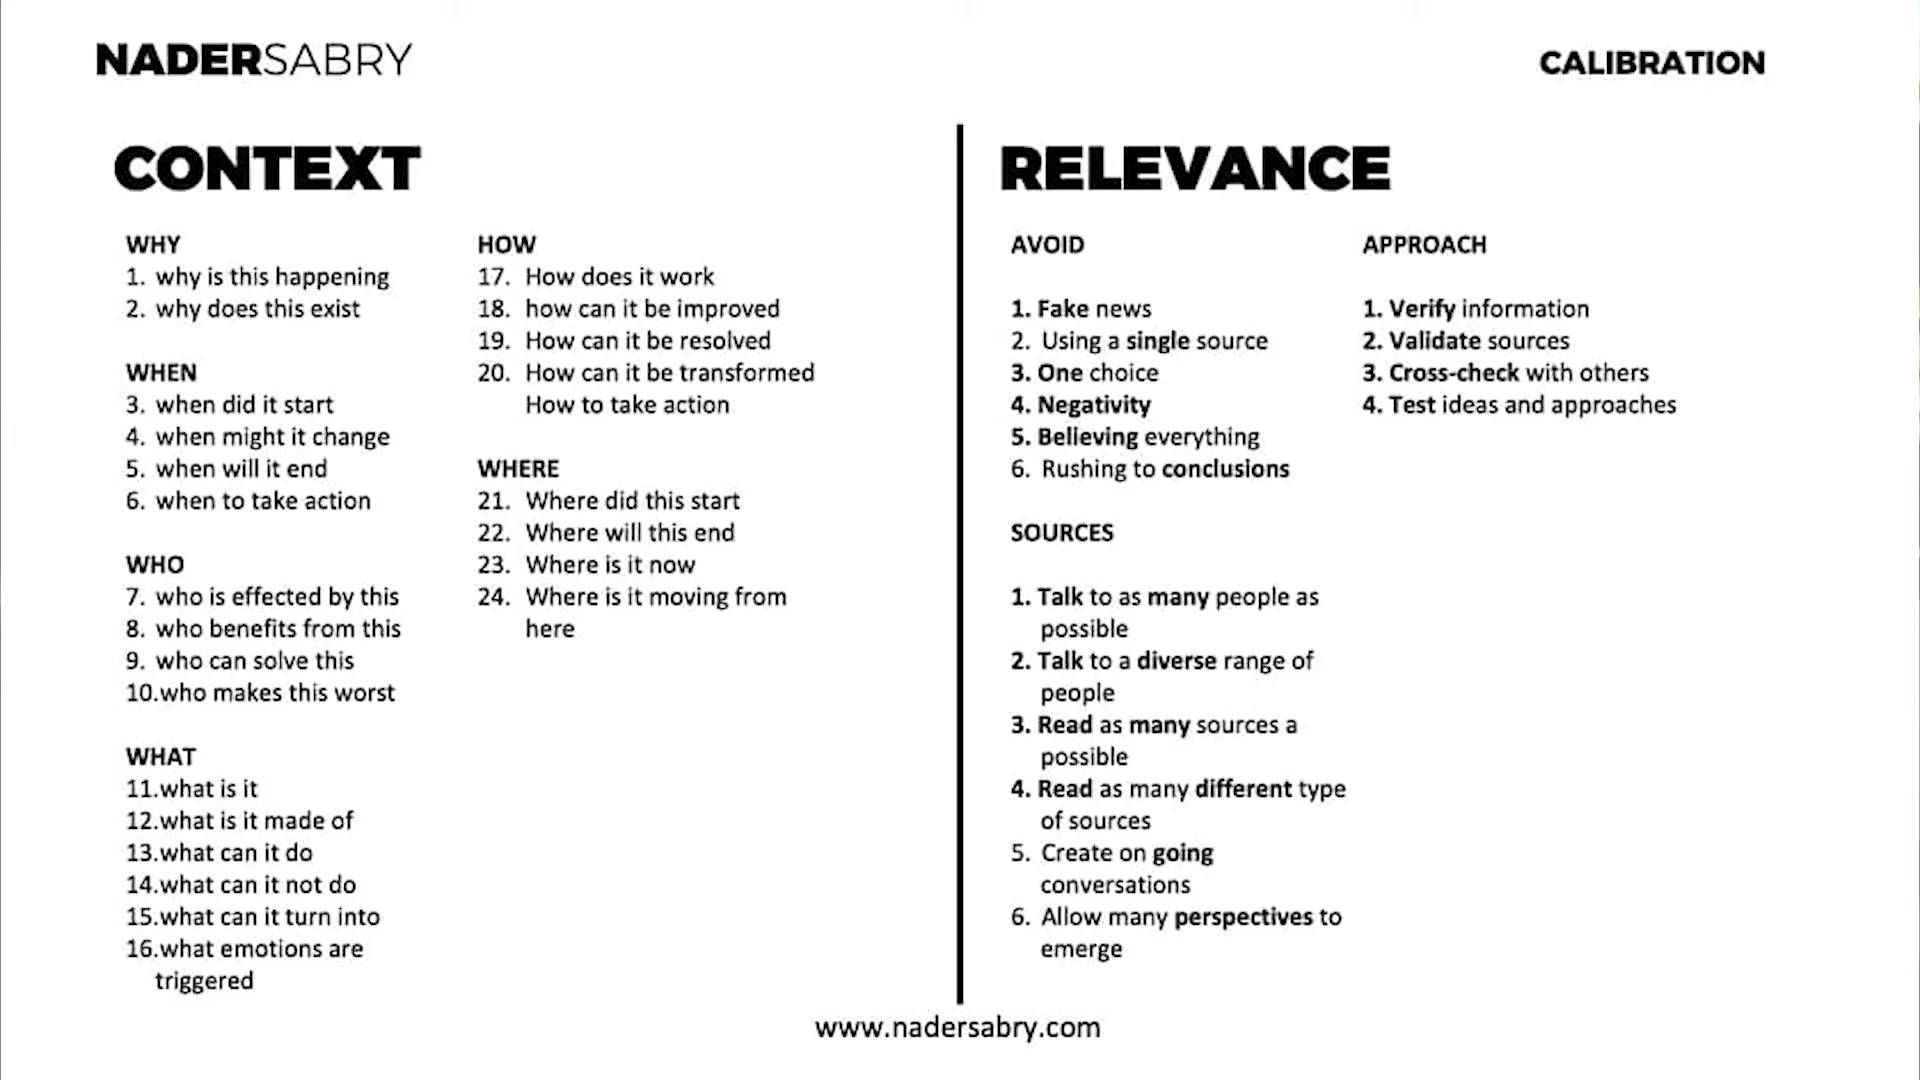 NADERSABRY
CALIBRATION
CONTEXT
WHY
1. why is this happening
2. why does this exist
WHEN
3. when did it start
4. when might it change
5. when will it end
6. when to take action
WHO
7. who is effected by this
8. who benefits from this
9. who can solve this
10.who makes this worst
WHAT
11.what is it
12.what is it made of
13.what can it do
14.what can it not do
15.what can it turn into
16.what emotions are
triggered
HOW
17. How does it work
18. how can it be improved
19. How can it be resolved
20. How can it be transformed
How to take action
WHERE
21. Where did this start
22. Where will this end
23. Where is it now
24. Where is it moving from
here
RELEVANCE
AVOID
1. Fake news
2. Using a single source
3. One choice
4. Negativity
5. Believing everything
6. Rushing to conclusions
SOURCES
1. Talk to as many people as
possible
2. Talk to a diverse range of
people
3. Read as many sources a
possible
4. Read as many different type
of sources
5. Create on going
conversations
6. Allow many perspectives to
emerge
APPROACH
1. Verify information
2. Validate sources
3. Cross-check with others
4. Test ideas and approaches
www.nadersabry.com